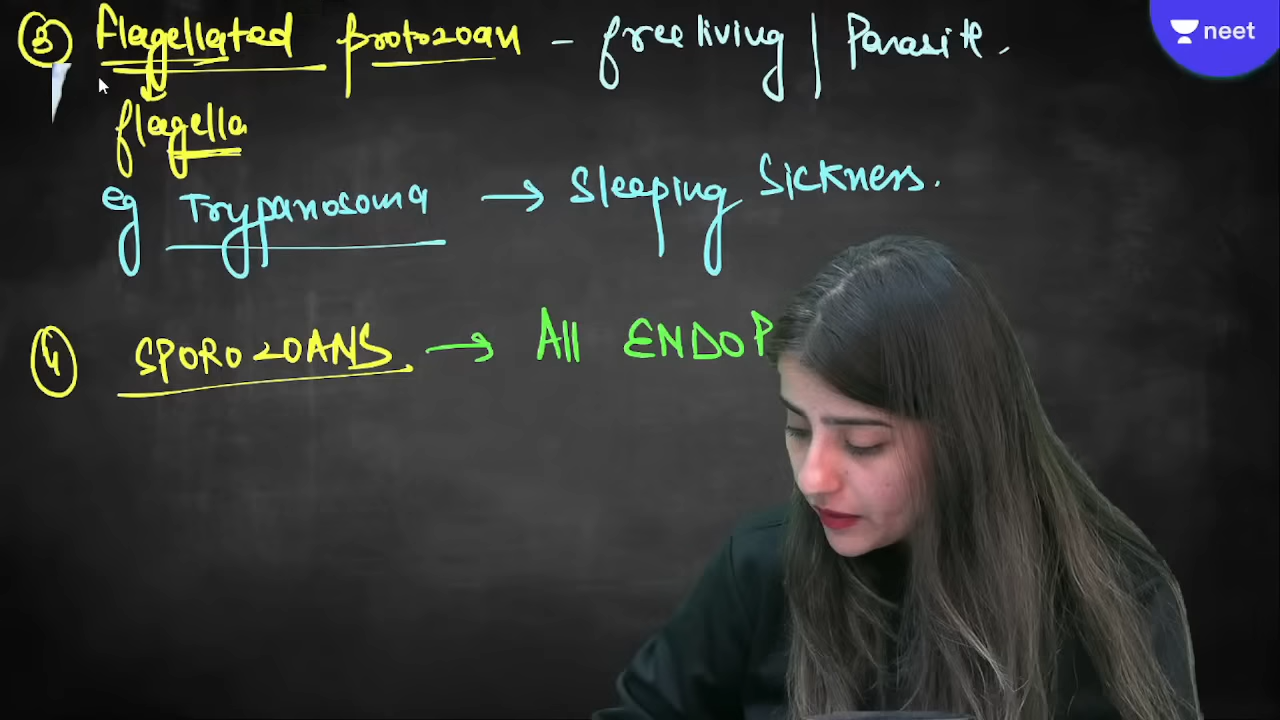 ③ flagellated protozoan - free living | Parasite.
flagella
eg Trypanosoma → Sleeping Sickness.
④ SPOROZOANS → All ENDOP
neet